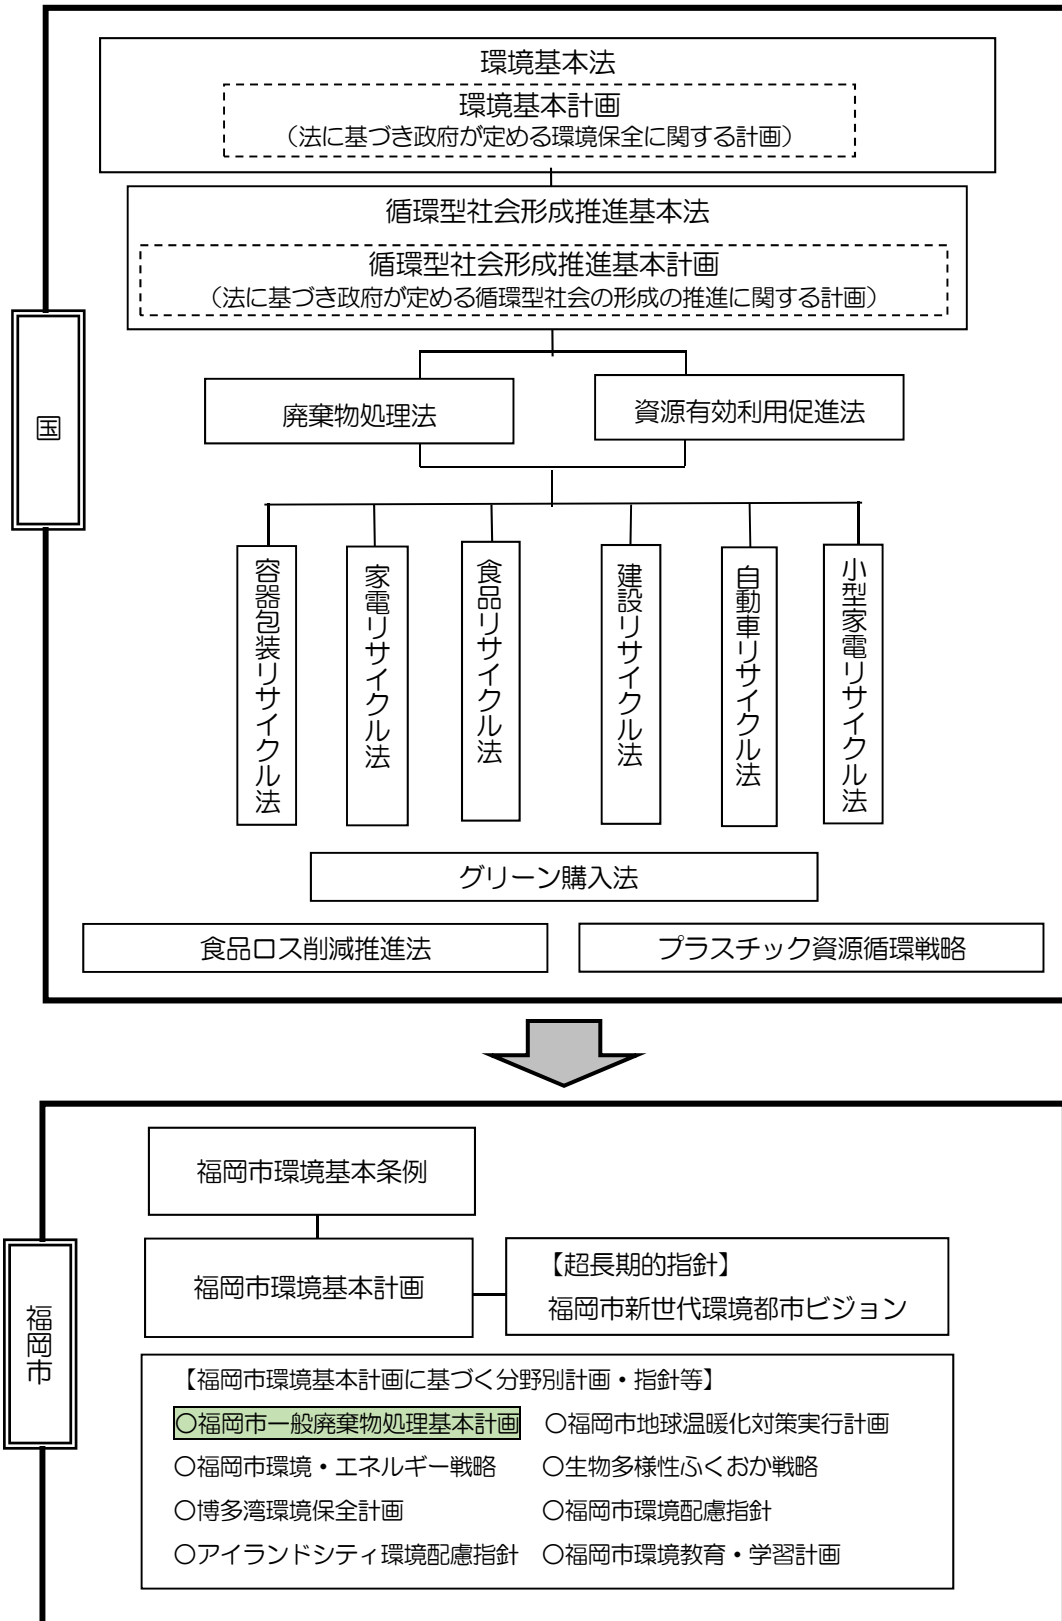 環境基本法
環境基本計画
（法に基づき政府が定める環境保全に関する計画）
循環型社会形成推進基本法
循環型社会形成推進基本計画
（法に基づき政府が定める循環型社会の形成の推進に関する計画）
国
廃棄物処理法
資源有効利用促進法
容器包装リサイクル法
家電リサイクル法
食品リサイクル法
建設リサイクル法
自動車リサイクル法
小型家電リサイクル法
グリーン購入法
食品ロス削減推進法
プラスチック資源循環戦略
福岡市
福岡市環境基本条例
福岡市環境基本計画
【超長期的指針】
福岡市新世代環境都市ビジョン
【福岡市環境基本計画に基づく分野別計画・指針等】
〇福岡市一般廃棄物処理基本計画 〇福岡市地球温暖化対策実行計画
〇福岡市環境・エネルギー戦略 〇生物多様性ふくおか戦略
〇博多湾環境保全計画 〇福岡市環境配慮指針
〇アイランドシティ環境配慮指針 〇福岡市環境教育・学習計画